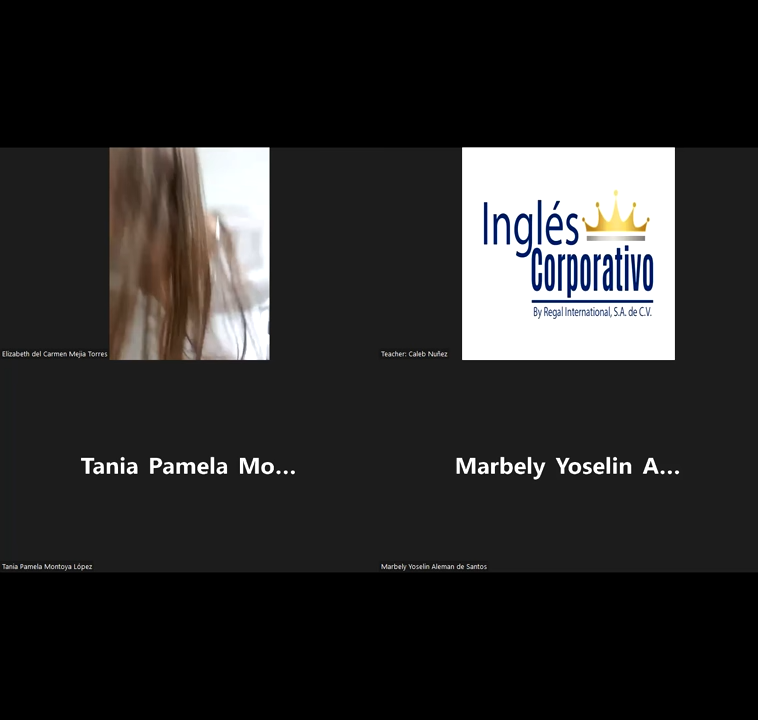 Inglés
Corporativo
By Regal International, S.A. de C.V.
Elizabeth del Carmen Mejia Torres
Teacher: Caleb Nuñez
Tania Pamela Mo...
Marbely Yoselin A...
Tania Pamela Montoya López
Marbely Yoselin Aleman de Santos